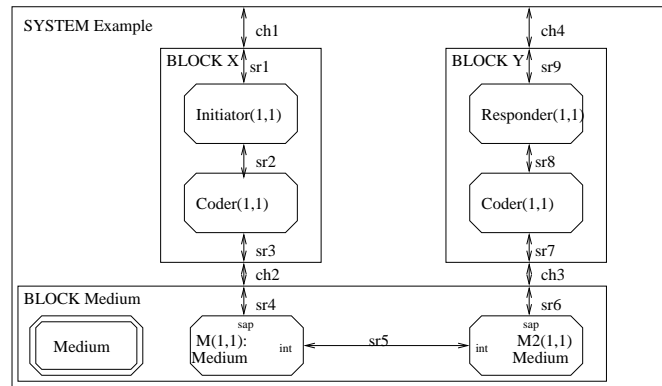 SYSTEM Example
ch1
ch4
BLOCK X
sr1
BLOCK Y
sr9
Initiator(1,1)
Responder(1,1)
sr2
sr8
Coder(1,1)
Coder(1,1)
sr3
sr7
ch2
ch3
BLOCK Medium
sr4
sr6
sap
sap
Medium
M(1,1):
Medium
int
sr5
int
M2(1,1)
Medium